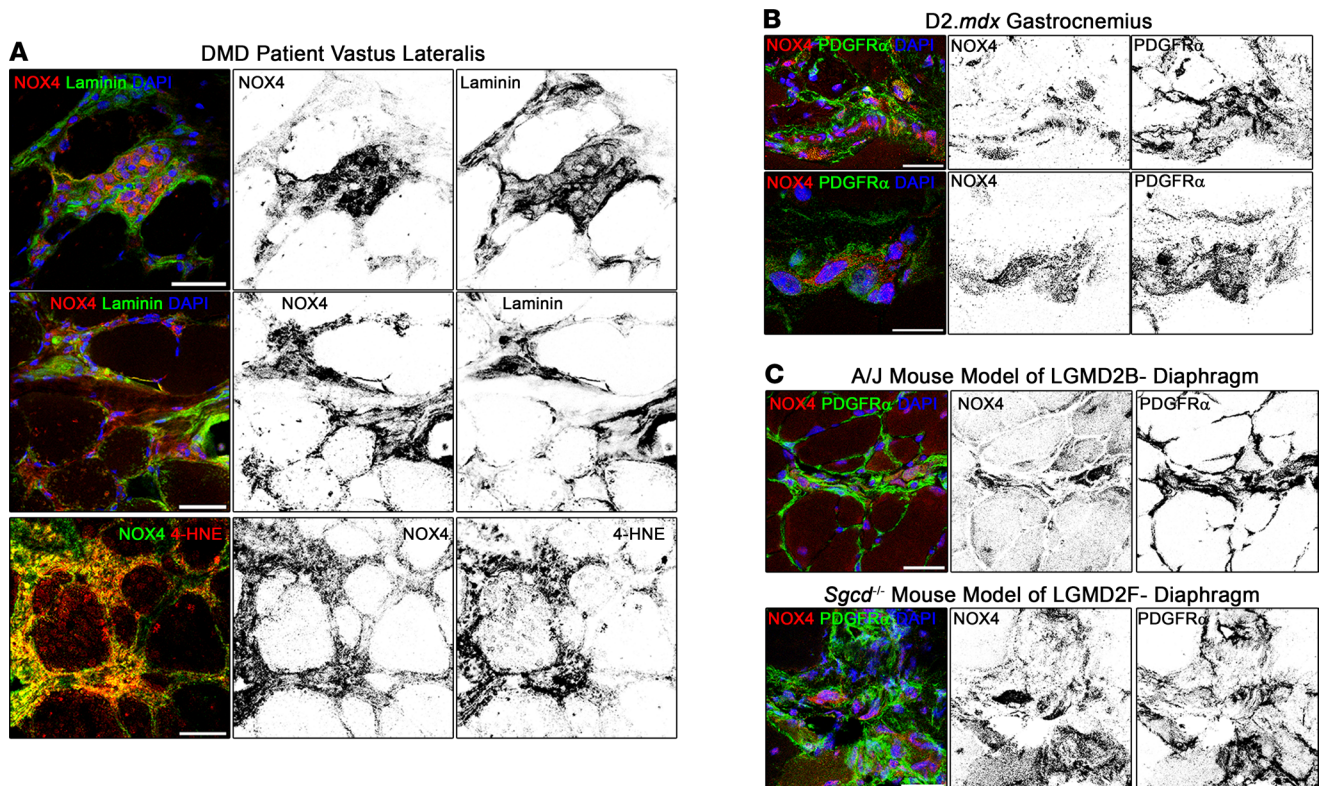 A
DMD Patient Vastus Lateralis
NOX4 Laminin DAPI
NOX4
Laminin
NOX4 Laminin DAPI
NOX4
Laminin
NOX4 4-HNE
NOX4
4-HNE
B
D2.mdx Gastrocnemius
NOX4 PDGFRα DAPI
NOX4
PDGFRα
NOX4 PDGFRα DAPI
NOX4
PDGFRα
C
A/J Mouse Model of LGMD2B- Diaphragm
NOX4 PDGFRα DAPI
NOX4
PDGFRα
Sgcd-/- Mouse Model of LGMD2F- Diaphragm
NOX4 PDGFRα DAPI
NOX4
PDGFRα